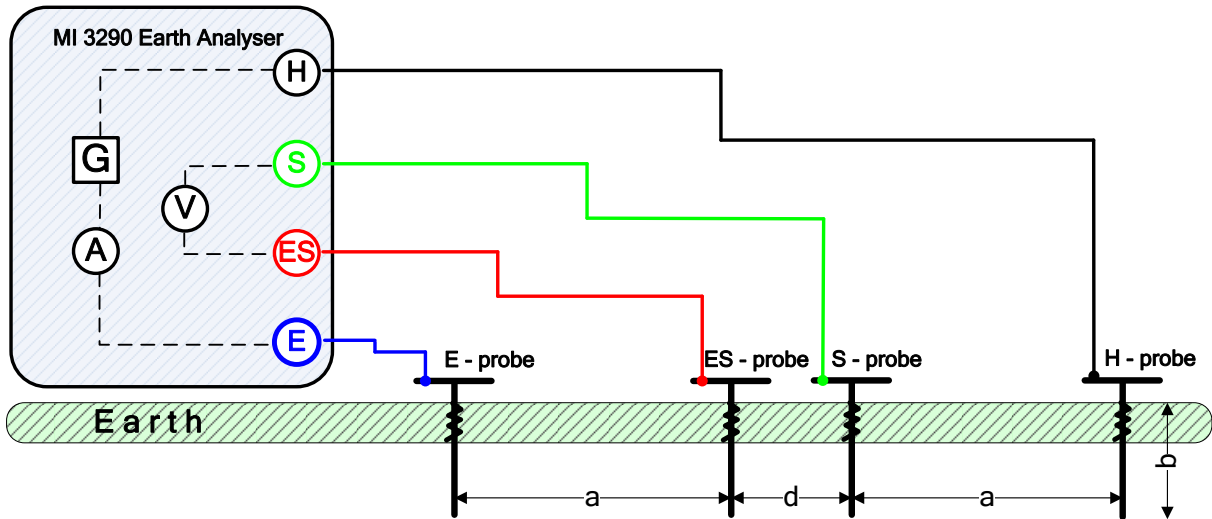 MI 3290 Earth Analyser
H
G
S
V
A
ES
E
E - probe
ES - probe
S - probe
H - probe
Earth
a
d
a
b